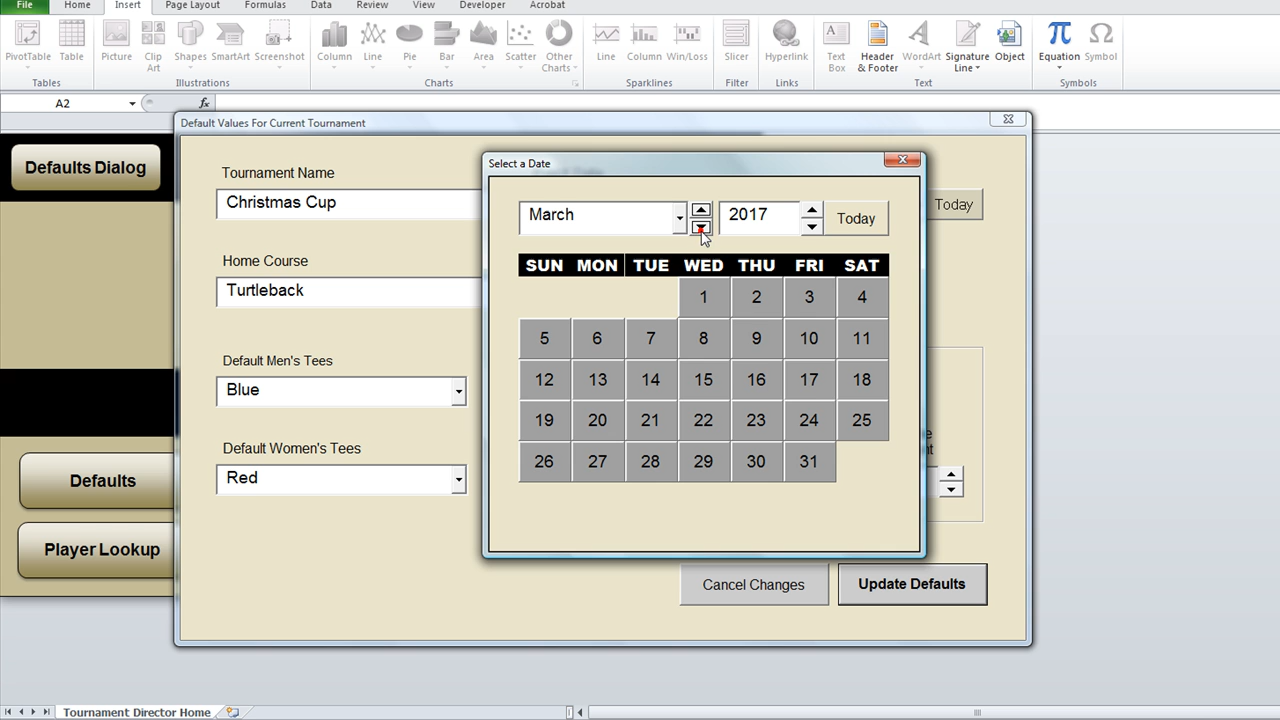 File Home Insert Page Layout Formulas Data Review View Developer Acrobat
PivotTable Table Picture Clip Art Shapes SmartArt Screenshot Column Line Pie Bar Area Scatter Other Charts Line Column Win/Loss Slicer Hyperlink Text Box Header & Footer WordArt Signature Line Object Equation Symbol
Tables Illustrations Charts Sparklines Filter Links Text Symbols
A2 fx
Default Values For Current Tournament
Defaults Dialog
Tournament Name
Christmas Cup
Home Course
Turtleback
Default Men's Tees
Blue
Default Women's Tees
Red
Defaults
Player Lookup
Select a Date
March 2017 Today
Today
SUN MON TUE WED THU FRI SAT
1 2 3 4
5 6 7 8 9 10 11
12 13 14 15 16 17 18
19 20 21 22 23 24 25
26 27 28 29 30 31
Cancel Changes Update Defaults
Tournament Director Home